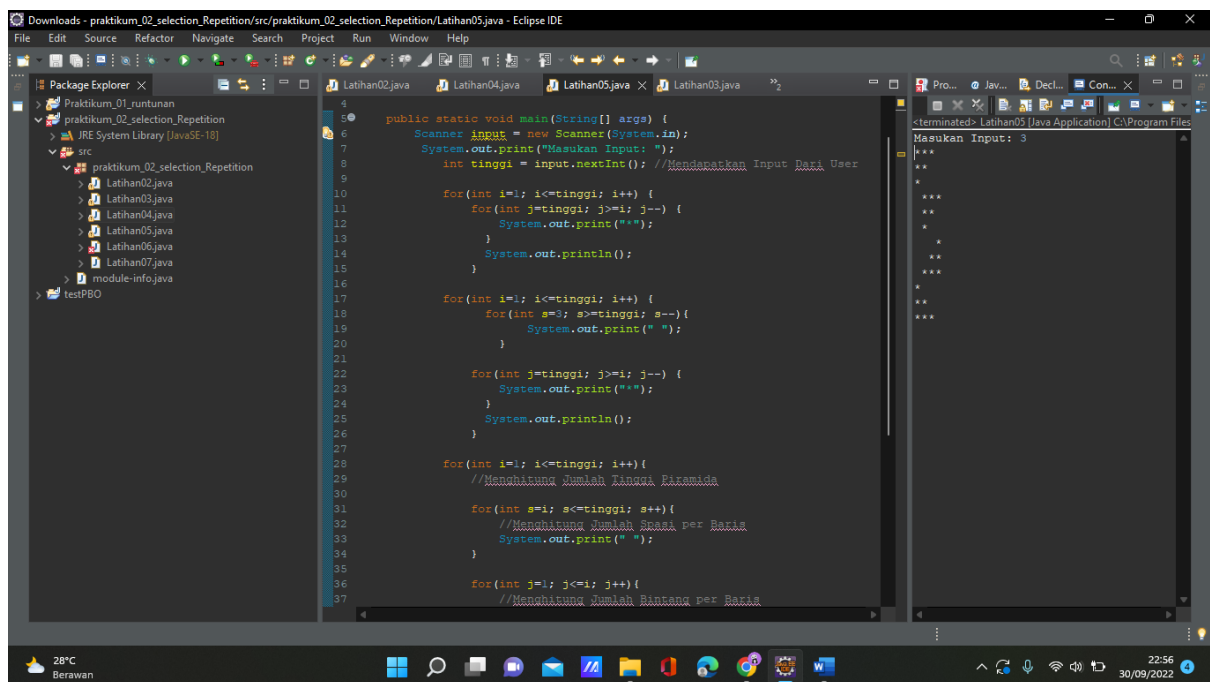 Downloads - praktikum_02_selection_Repetition/src/praktikum_02_selection_Repetition/Latihan05.java - Eclipse IDE
File Edit Source Refactor Navigate Search Project Run Window Help
Package Explorer
Praktikum_01_runtunan
praktikum_02_selection_Repetition
JRE System Library [JavaSE-18]
src
praktikum_02_selection_Repetition
Latihan02.java
Latihan03.java
Latihan04.java
Latihan05.java
Latihan06.java
Latihan07.java
module-info.java
testPBO
Latihan02.java Latihan04.java Latihan05.java Latihan03.java »2
4
5 public static void main(String[] args) {
6 Scanner input = new Scanner(System.in);
7 System.out.print("Masukan Input: ");
8 int tinggi = input.nextInt(); //Mendapatkan Input Dari User
9
10 for(int i=1; i<=tinggi; i++) {
11 for(int j=tinggi; j>=i; j--) {
12 System.out.print("*");
13 }
14 System.out.println();
15 }
16
17 for(int i=1; i<=tinggi; i++) {
18 for(int s=3; s>=tinggi; s--){
19 System.out.print(" ");
20 }
21
22 for(int j=tinggi; j>=i; j--) {
23 System.out.print("*");
24 }
25 System.out.println();
26 }
27
28 for(int i=1; i<=tinggi; i++){
29 //Menghitung Jumlah Tinggi Piramida
30
31 for(int s=i; s<=tinggi; s++){
32 //Menghitung Jumlah Spasi per Baris
33 System.out.print(" ");
34 }
35
36 for(int j=1; j<=i; j++){
37 //Menghitung Jumlah Bintang per Baris
Pro... Jav... Decl... Con...
<terminated> Latihan05 [Java Application] C:\Program Files
Masukan Input: 3
***
**
*
 ***
 **
 *
   *
  **
 ***
*
**
***
28°C
Berawan
22:56
30/09/2022
4